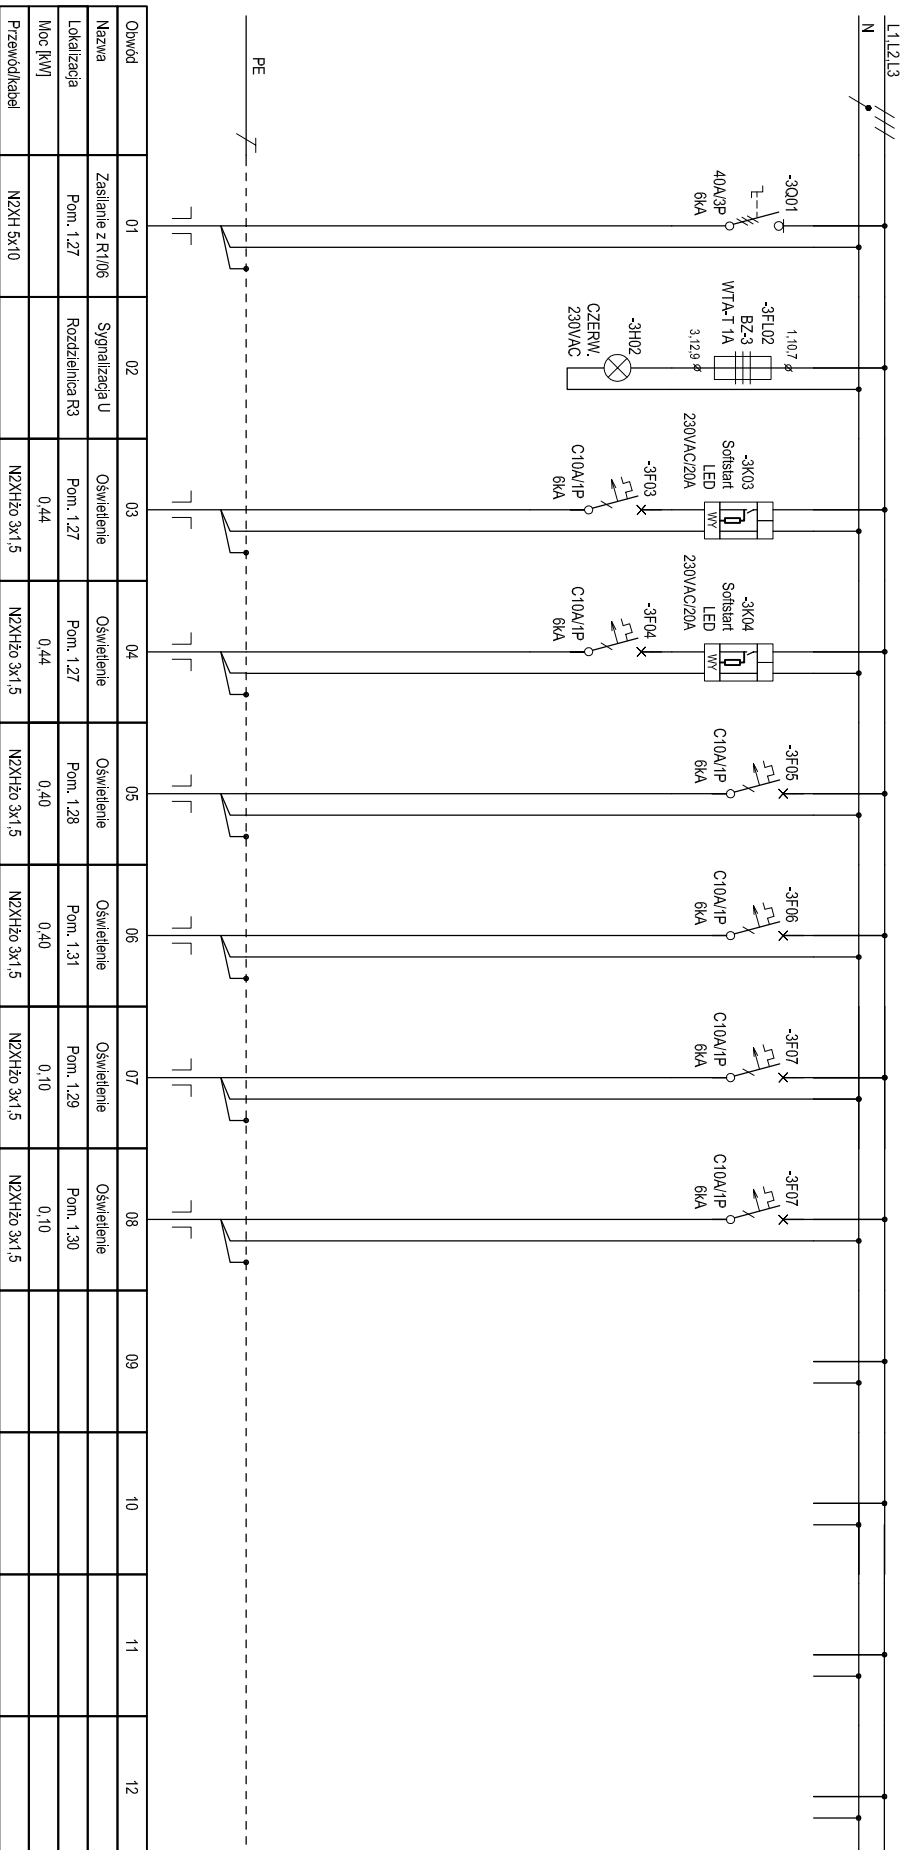 L1,L2,L3
N
PE
-3Q01
40A/3P
6kA
1,10,7
-3FL02
BZ-3
WTA-T 1A
3,12,9
-3H02
CZERW.
230VAC
-3K03
Softstart
LED
230VAC/20A
WY
-3F03
C10A/1P
6kA
-3K04
Softstart
LED
230VAC/20A
WY
-3F04
C10A/1P
6kA
-3F05
C10A/1P
6kA
-3F06
C10A/1P
6kA
-3F07
C10A/1P
6kA
-3F07
C10A/1P
6kA
Obwód 01 02 03 04 05 06 07 08 09 10 11 12
Nazwa Zasilanie z R1/06 Sygnalizacja U Oświetlenie Oświetlenie Oświetlenie Oświetlenie Oświetlenie Oświetlenie
Lokalizacja Pom. 1.27 Rozdzielnica R3 Pom. 1.27 Pom. 1.27 Pom. 1.28 Pom. 1.31 Pom. 1.29 Pom. 1.30
Moc [kW] 0,44 0,44 0,40 0,40 0,10 0,10
Przewód/kabel N2XH 5x10 N2XHżo 3x1,5 N2XHżo 3x1,5 N2XHżo 3x1,5 N2XHżo 3x1,5 N2XHżo 3x1,5 N2XHżo 3x1,5